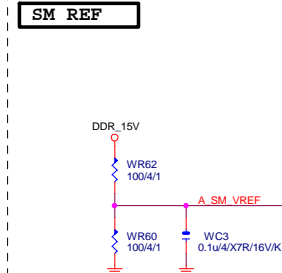 SM REF
DDR_15V
WR62
100/4/1
A_SM_VREF
WR60
100/4/1
WC3
0.1u/4/X7R/16V/K